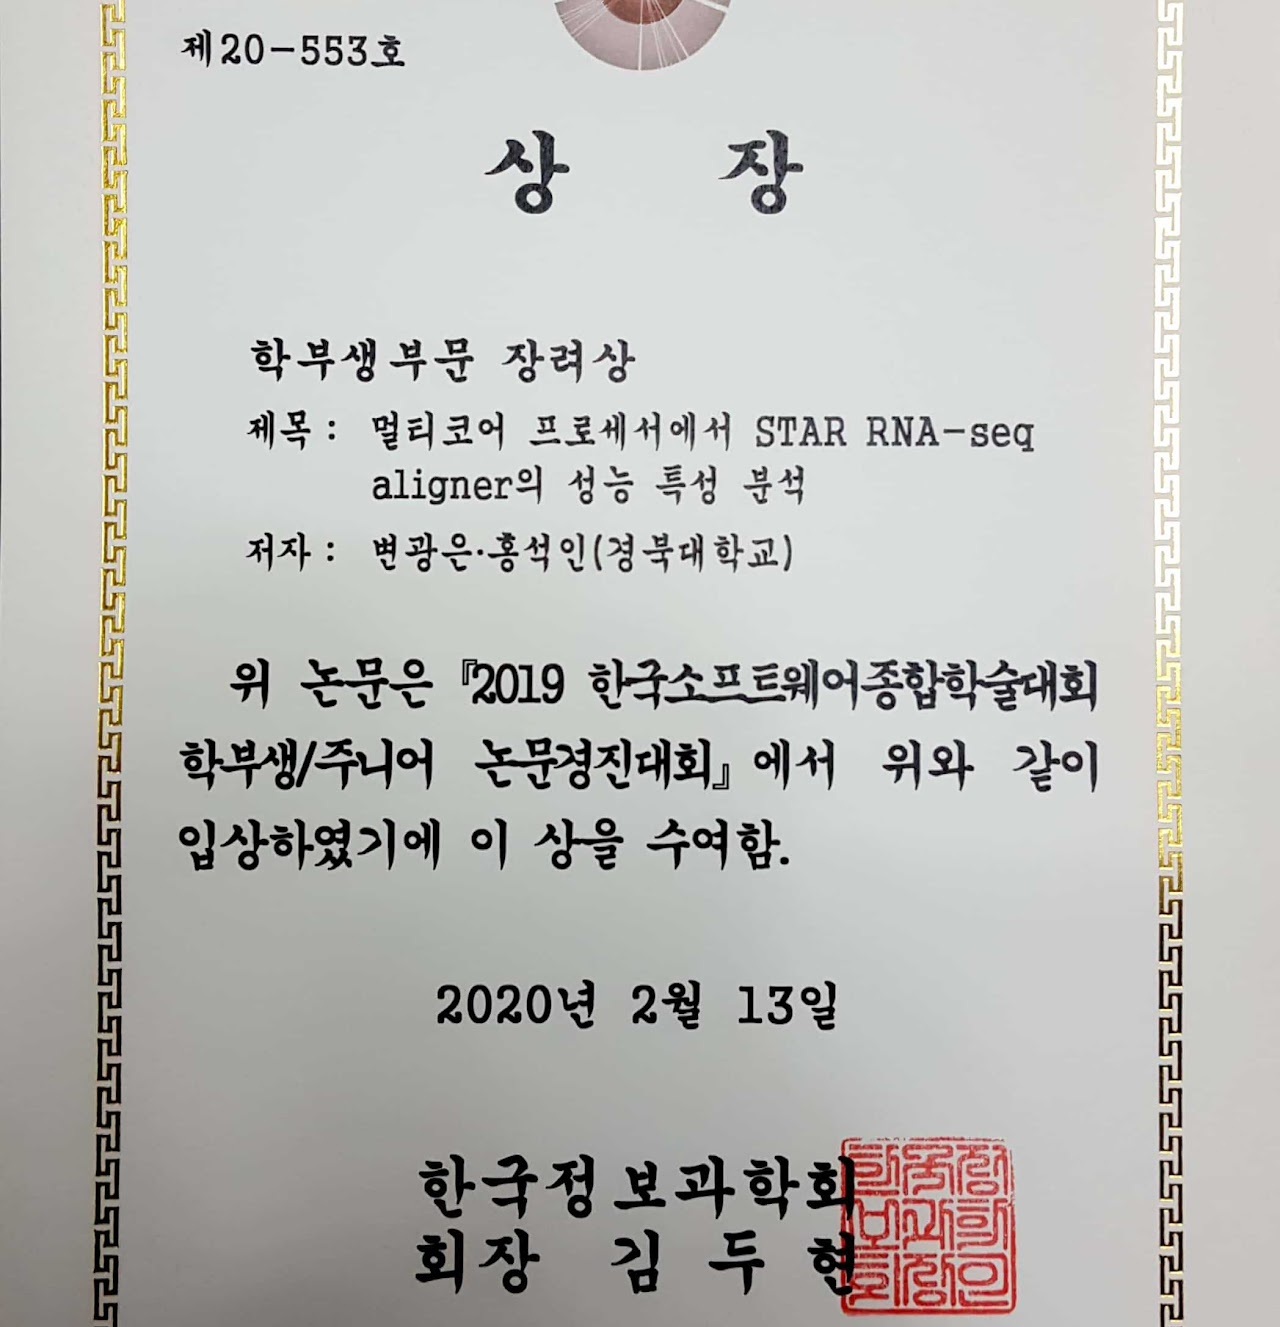 제20-553호
상 장
학부생부문 장려상
제목 : 멀티코어 프로세서에서 STAR RNA-seq
aligner의 성능 특성 분석
저자 : 변광은·홍석인(경북대학교)
위 논문은 『2019 한국소프트웨어종합학술대회
학부생/주니어 논문경진대회』에서 위와 같이
입상하였기에 이 상을 수여함.
2020년 2월 13일
한국정보과학회
회장 김두현
한국정
보과학
회장인